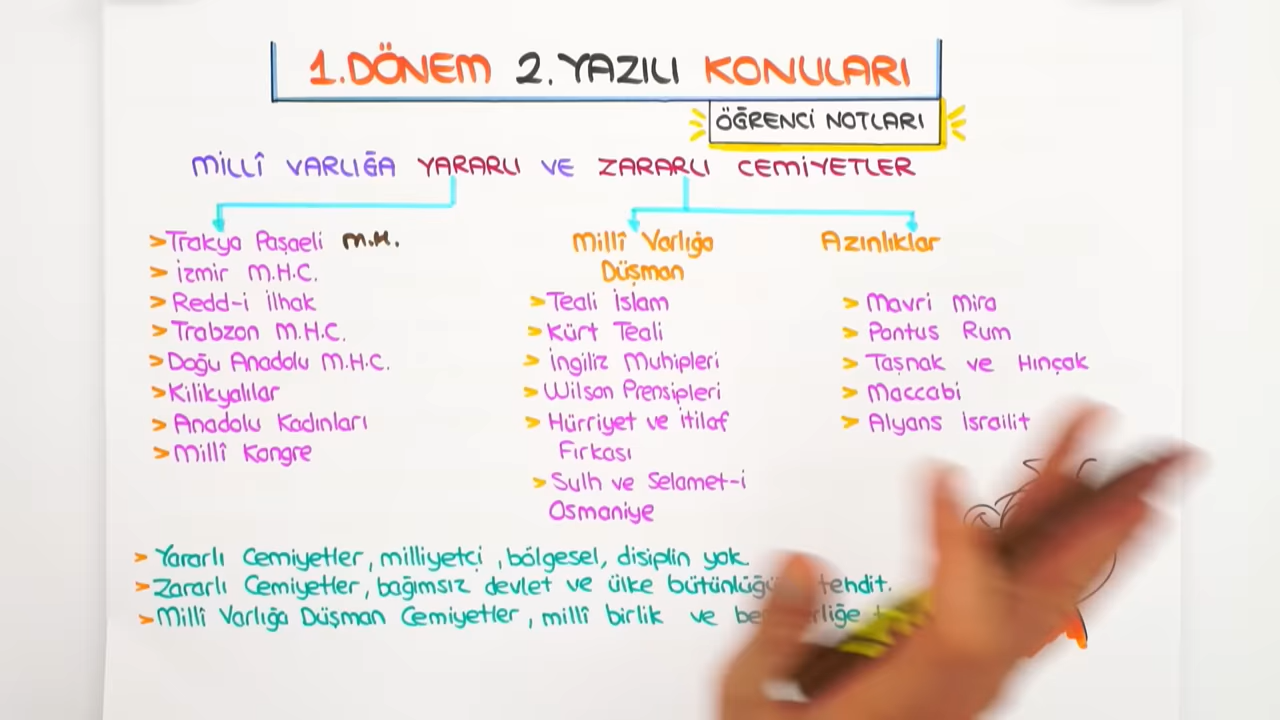 1.DÖNEM 2.YAZILI KONULARI
ÖĞRENCİ NOTLARI
MİLLÎ VARLIĞA YARARLI VE ZARARLI CEMİYETLER
>Trakya Paşaeli M.H.
> İzmir M.H.C.
> Redd-i İlhak
> Trabzon M.H.C.
>Doğu Anadolu M.H.C.
>Kilikyalılar
> Anadolu Kadınları
> Millî Kongre
Millî Varlığa
Düşman
>Teali İslam
>Kürt Teali
> İngiliz Muhipleri
>Wilson Prensipleri
> Hürriyet ve İtilaf
Fırkası
> Sulh ve Selamet-i
Osmaniye
Azınlıklar
> Mavri Mira
> Pontus Rum
> Taşnak ve Hınçak
> Maccabi
> Alyans İsrailit
> Yararlı Cemiyetler, milliyetçi, bölgesel, disiplin yok.
>Zararlı Cemiyetler, bağımsız devlet ve ülke bütünlüğü tehdit.
>Millî Varlığa Düşman Cemiyetler, millî birlik ve